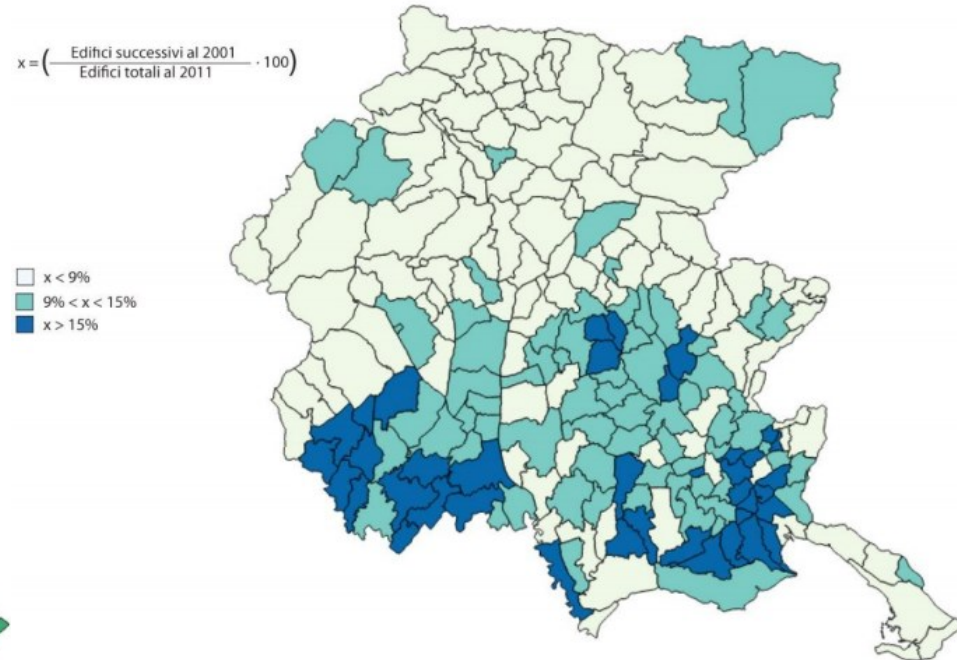 x = ( Edifici successivi al 2001 / Edifici totali al 2011 · 100 )
x < 9%
9% < x < 15%
x > 15%